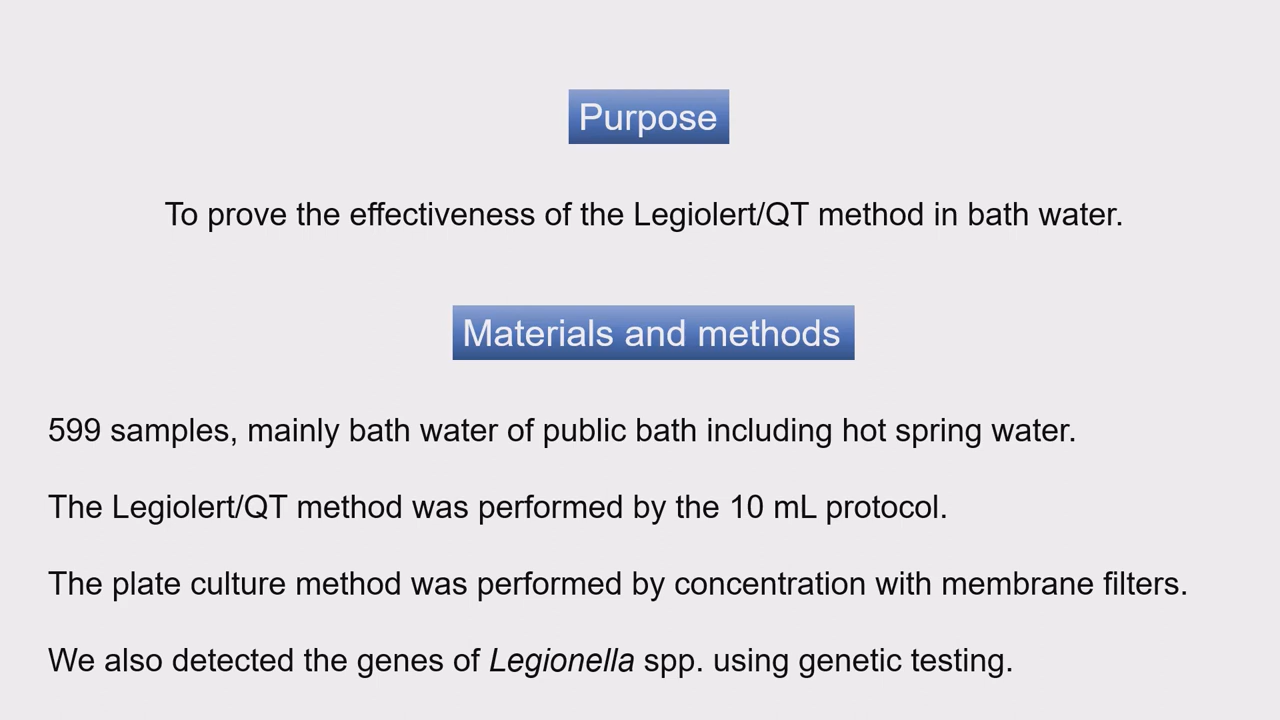 Purpose
To prove the effectiveness of the Legiolert/QT method in bath water.
Materials and methods
599 samples, mainly bath water of public bath including hot spring water.
The Legiolert/QT method was performed by the 10 mL protocol.
The plate culture method was performed by concentration with membrane filters.
We also detected the genes of Legionella spp. using genetic testing.